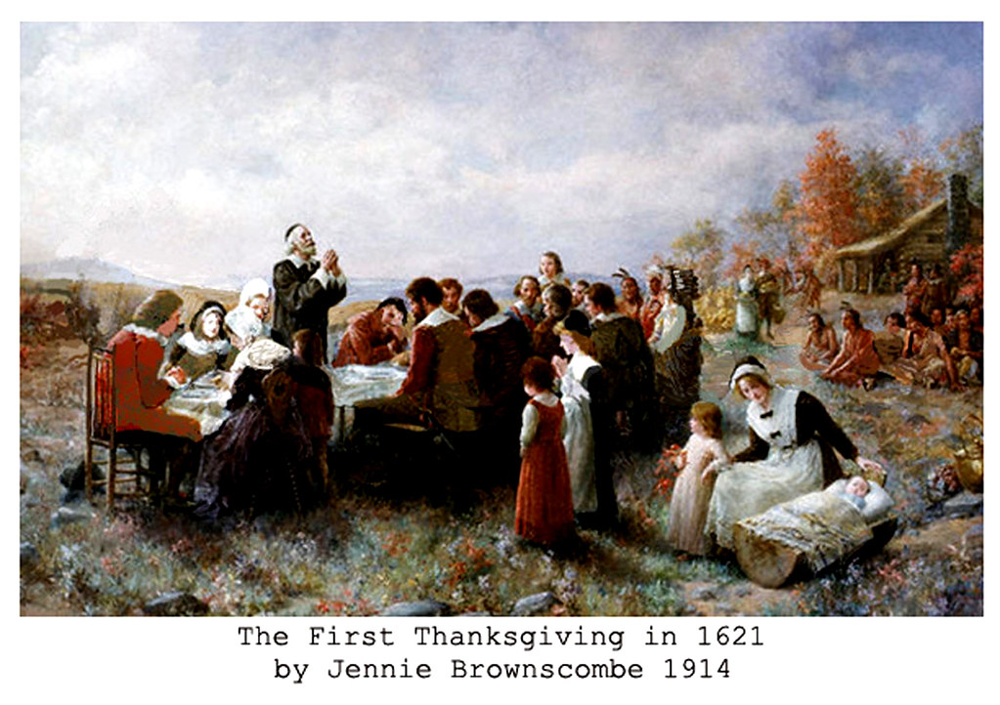 The First Thanksgiving in 1621
by Jennie Brownscombe 1914